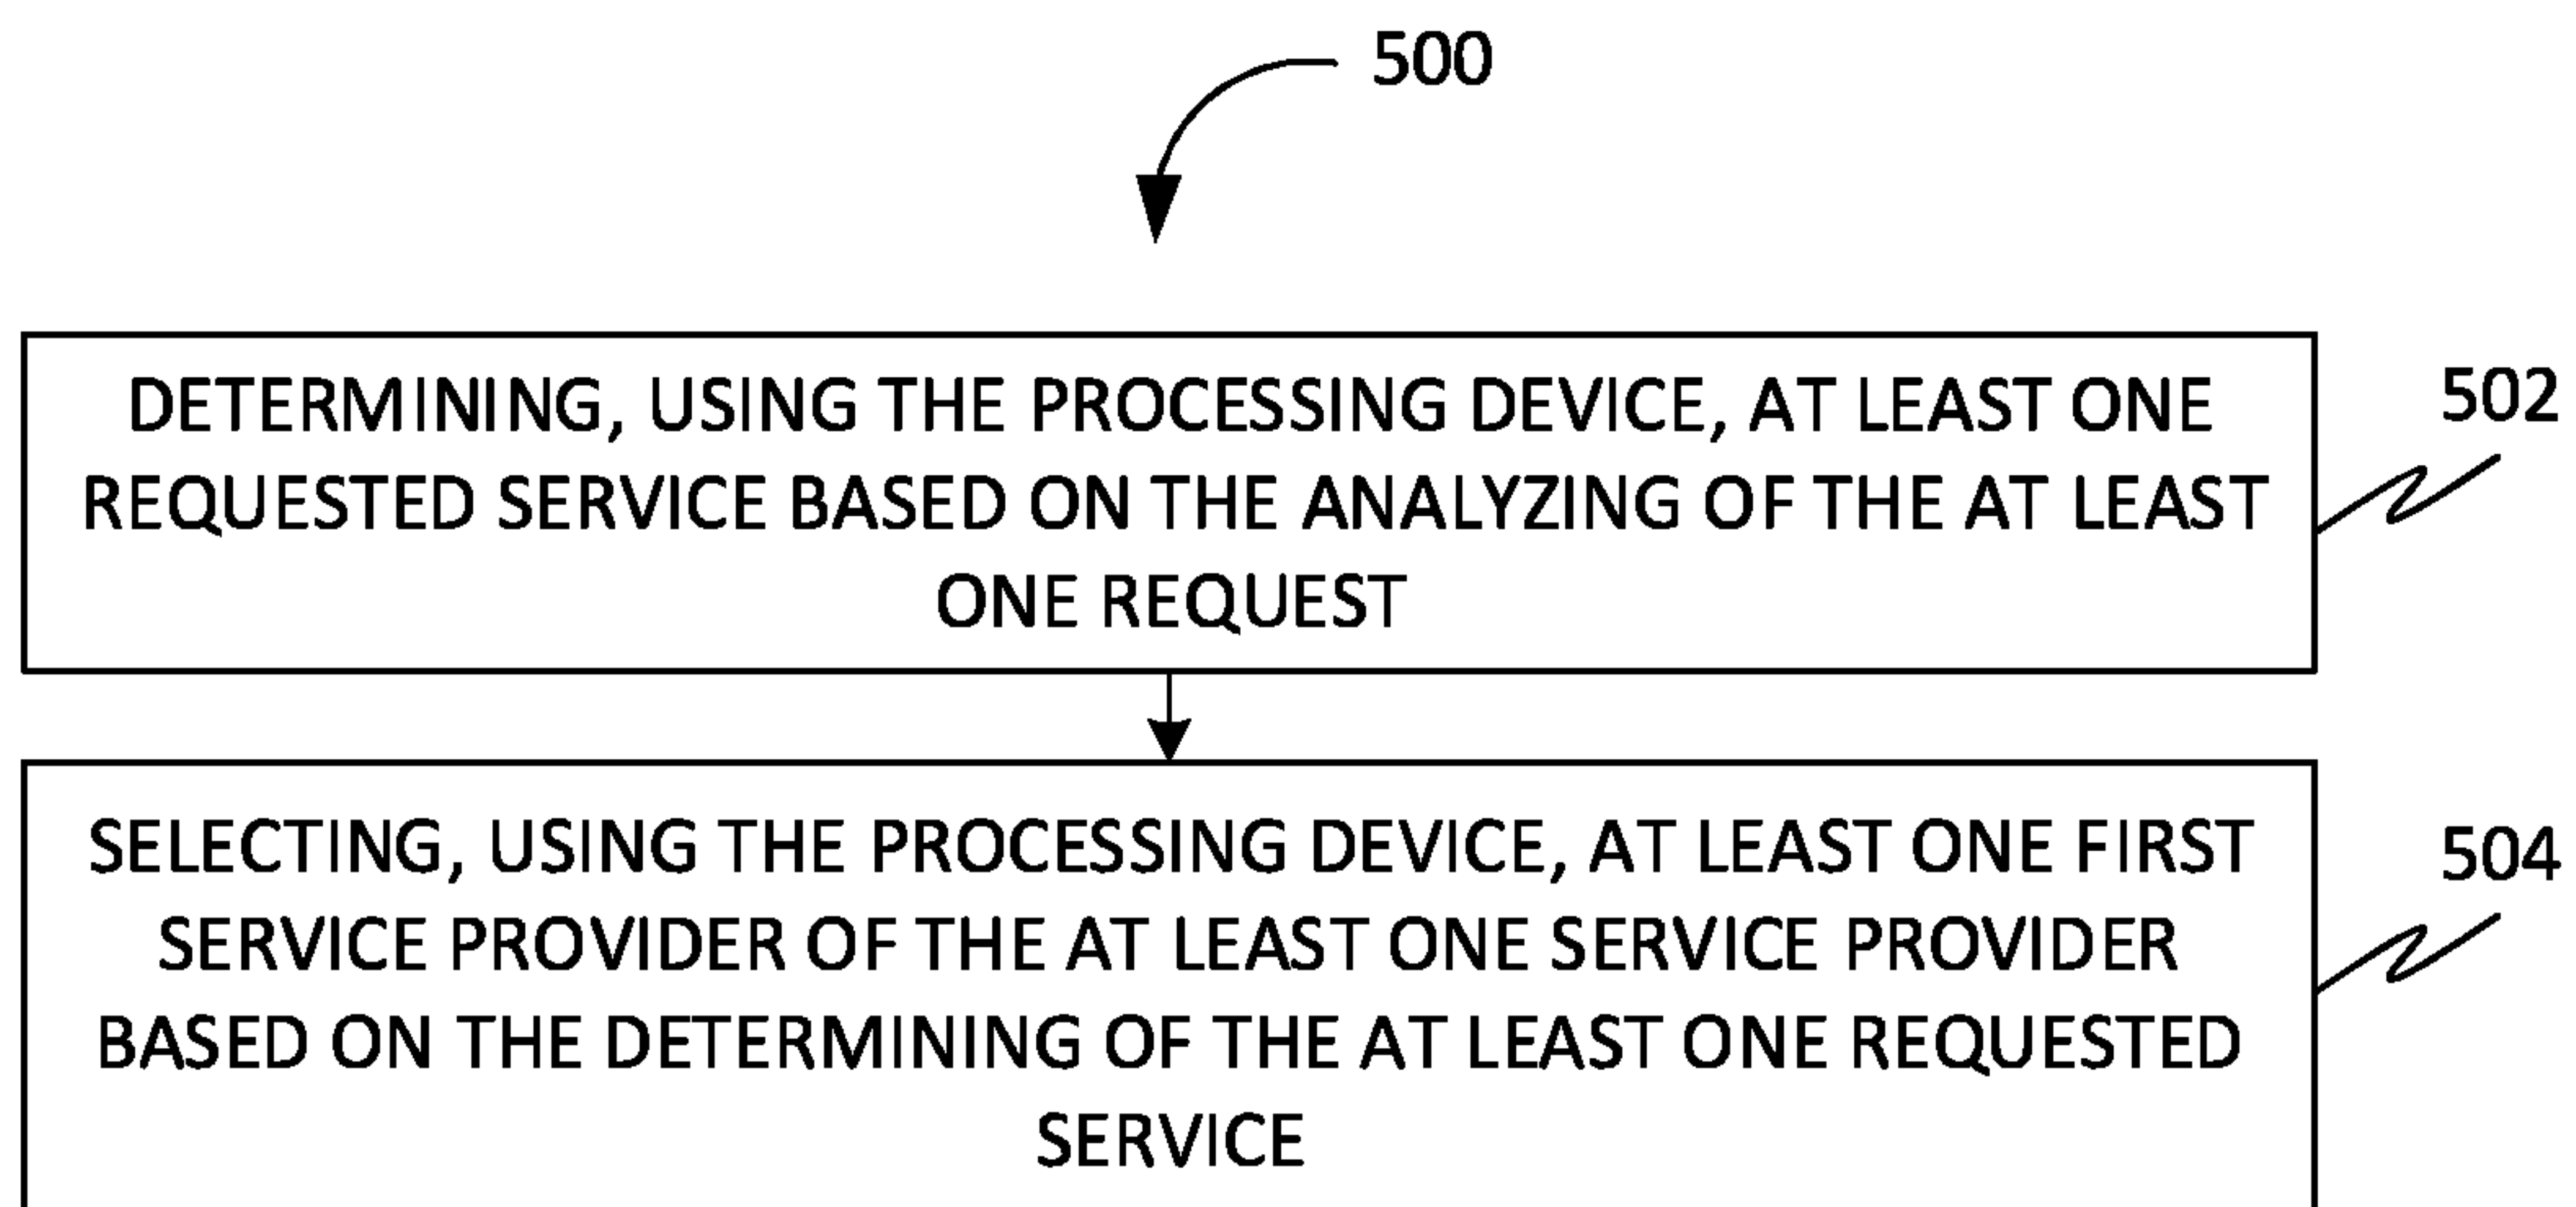 500
DETERMINING, USING THE PROCESSING DEVICE, AT LEAST ONE
REQUESTED SERVICE BASED ON THE ANALYZING OF THE AT LEAST
ONE REQUEST
502
SELECTING, USING THE PROCESSING DEVICE, AT LEAST ONE FIRST
SERVICE PROVIDER OF THE AT LEAST ONE SERVICE PROVIDER
BASED ON THE DETERMINING OF THE AT LEAST ONE REQUESTED
SERVICE
504